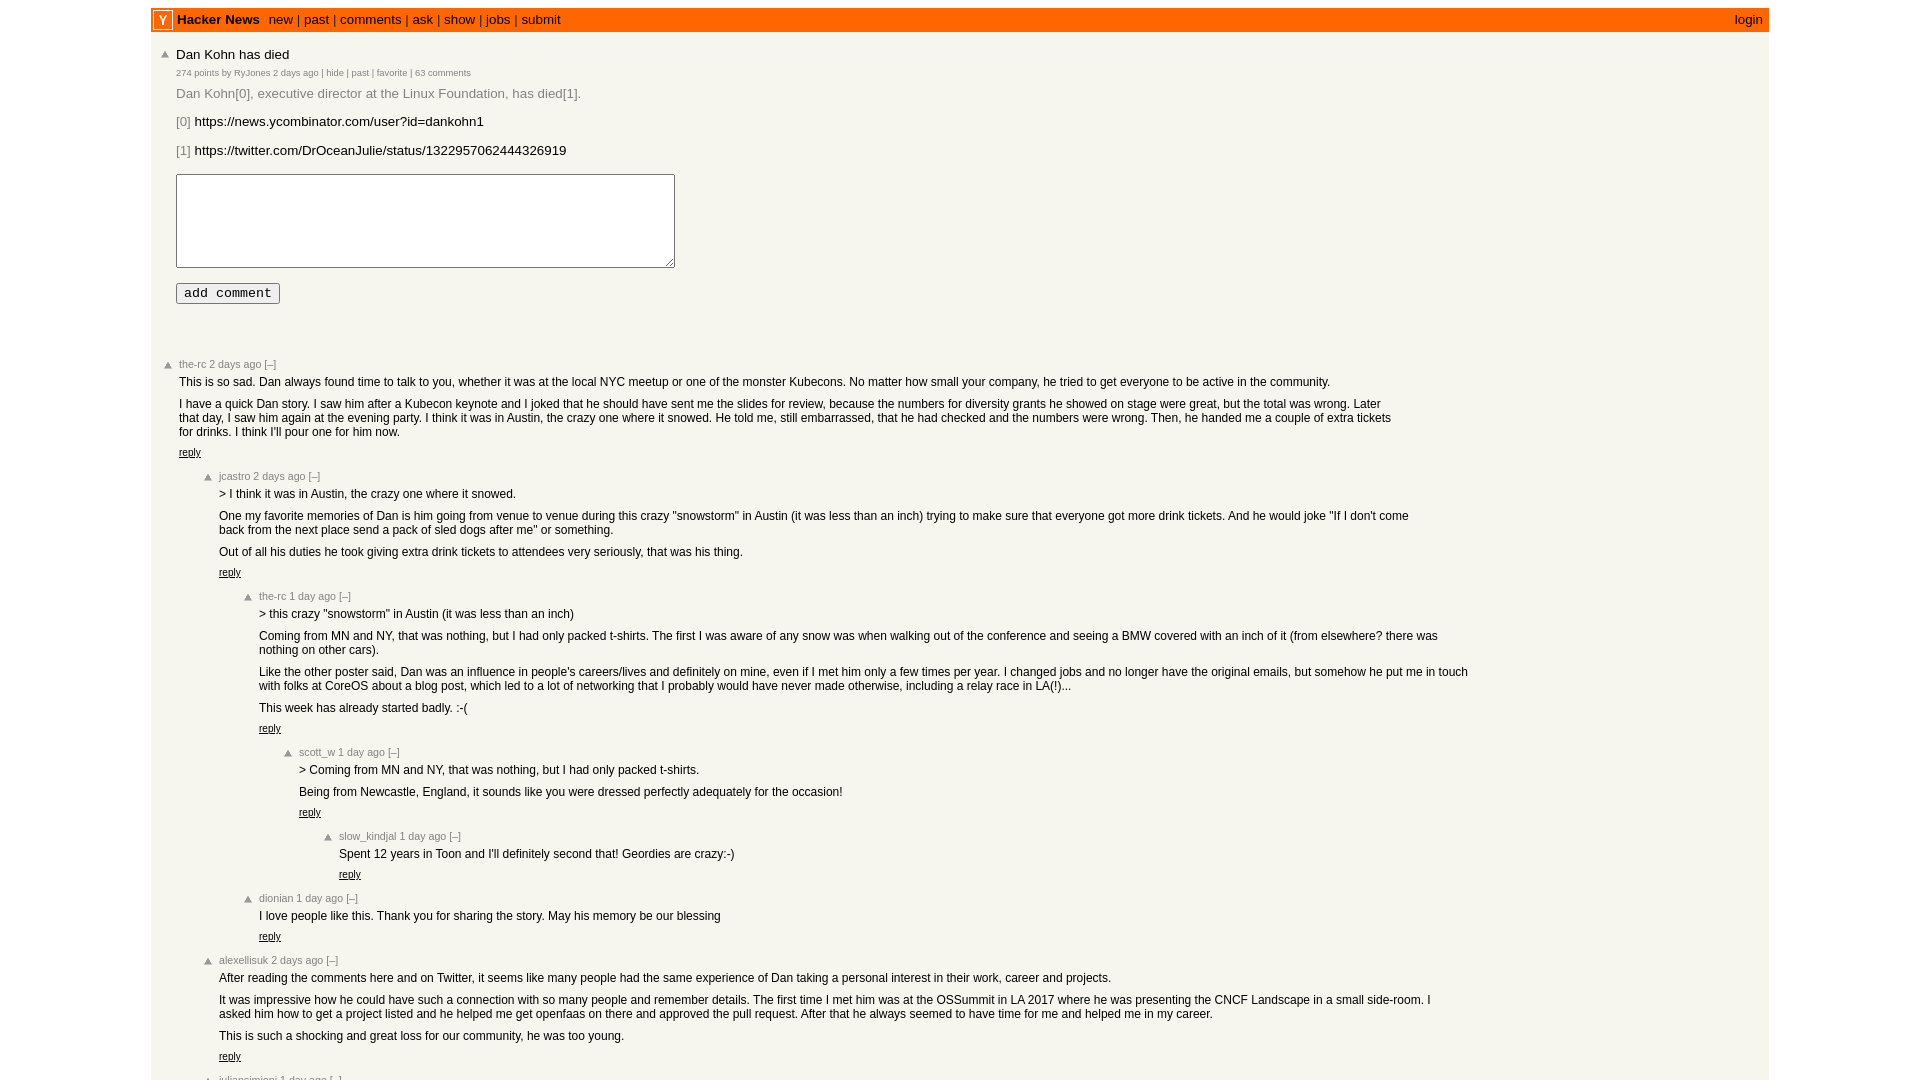 Y Hacker News new | past | comments | ask | show | jobs | submit login
Dan Kohn has died
274 points by RyJones 2 days ago | hide | past | favorite | 63 comments
Dan Kohn[0], executive director at the Linux Foundation, has died[1].
[0] https://news.ycombinator.com/user?id=dankohn1
[1] https://twitter.com/DrOceanJulie/status/1322957062444326919
add comment
the-rc 2 days ago [–]
This is so sad. Dan always found time to talk to you, whether it was at the local NYC meetup or one of the monster Kubecons. No matter how small your company, he tried to get everyone to be active in the community.
I have a quick Dan story. I saw him after a Kubecon keynote and I joked that he should have sent me the slides for review, because the numbers for diversity grants he showed on stage were great, but the total was wrong. Later
that day, I saw him again at the evening party. I think it was in Austin, the crazy one where it snowed. He told me, still embarrassed, that he had checked and the numbers were wrong. Then, he handed me a couple of extra tickets
for drinks. I think I'll pour one for him now.
reply
jcastro 2 days ago [–]
> I think it was in Austin, the crazy one where it snowed.
One my favorite memories of Dan is him going from venue to venue during this crazy "snowstorm" in Austin (it was less than an inch) trying to make sure that everyone got more drink tickets. And he would joke "If I don't come
back from the next place send a pack of sled dogs after me" or something.
Out of all his duties he took giving extra drink tickets to attendees very seriously, that was his thing.
reply
the-rc 1 day ago [–]
> this crazy "snowstorm" in Austin (it was less than an inch)
Coming from MN and NY, that was nothing, but I had only packed t-shirts. The first I was aware of any snow was when walking out of the conference and seeing a BMW covered with an inch of it (from elsewhere? there was
nothing on other cars).
Like the other poster said, Dan was an influence in people's careers/lives and definitely on mine, even if I met him only a few times per year. I changed jobs and no longer have the original emails, but somehow he put me in touch
with folks at CoreOS about a blog post, which led to a lot of networking that I probably would have never made otherwise, including a relay race in LA(!)...
This week has already started badly. :-(
reply
scott_w 1 day ago [–]
> Coming from MN and NY, that was nothing, but I had only packed t-shirts.
Being from Newcastle, England, it sounds like you were dressed perfectly adequately for the occasion!
reply
slow_kindjal 1 day ago [–]
Spent 12 years in Toon and I'll definitely second that! Geordies are crazy:-)
reply
dionian 1 day ago [–]
I love people like this. Thank you for sharing the story. May his memory be our blessing
reply
alexellisuk 2 days ago [–]
After reading the comments here and on Twitter, it seems like many people had the same experience of Dan taking a personal interest in their work, career and projects.
It was impressive how he could have such a connection with so many people and remember details. The first time I met him was at the OSSummit in LA 2017 where he was presenting the CNCF Landscape in a small side-room. I
asked him how to get a project listed and he helped me get openfaas on there and approved the pull request. After that he always seemed to have time for me and helped me in my career.
This is such a shocking and great loss for our community, he was too young.
reply
1 day ago [–]